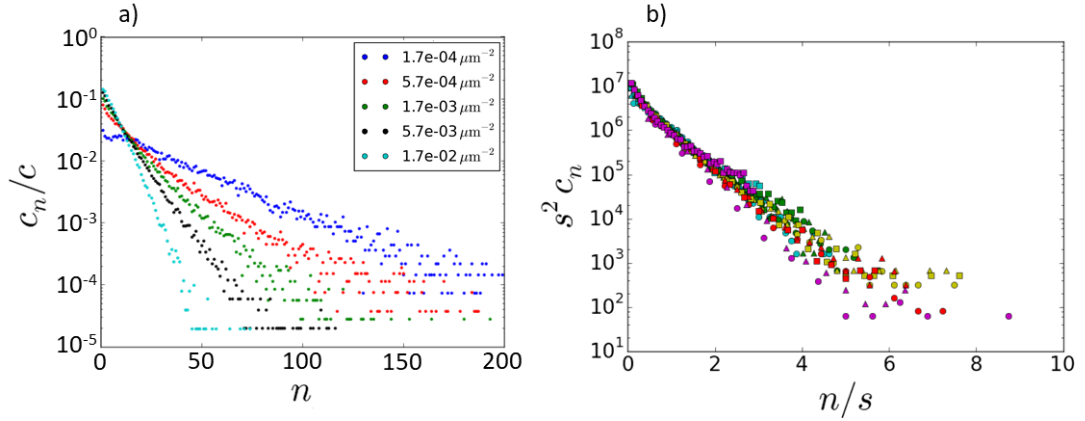 a)
10^0
10^-1
10^-2
10^-3
10^-4
10^-5
c_n/c
0 50 100 150 200
n
1.7e-04 μm^-2
5.7e-04 μm^-2
1.7e-03 μm^-2
5.7e-03 μm^-2
1.7e-02 μm^-2
b)
10^8
10^7
10^6
10^5
10^4
10^3
10^2
10^1
s^2 c_n
0 2 4 6 8 10
n/s